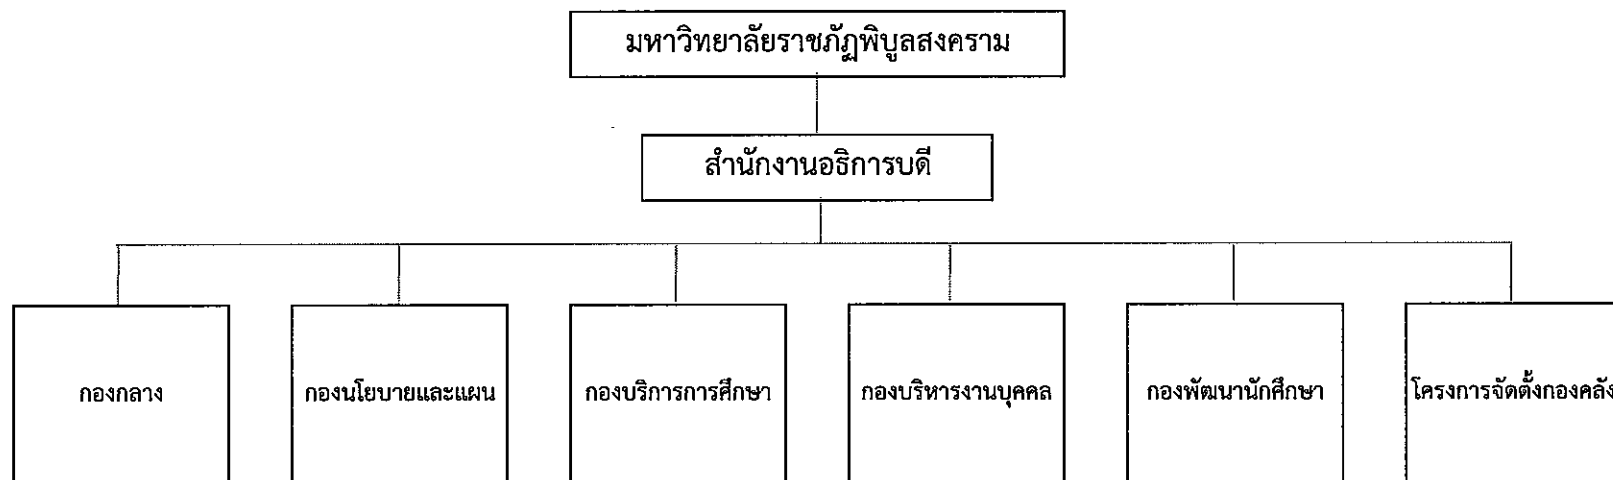 มหาวิทยาลัยราชภัฏพิบูลสงคราม
สำนักงานอธิการบดี
กองกลาง
กองนโยบายและแผน
กองบริการการศึกษา
กองบริหารงานบุคคล
กองพัฒนานักศึกษา
โครงการจัดตั้งกองคลัง